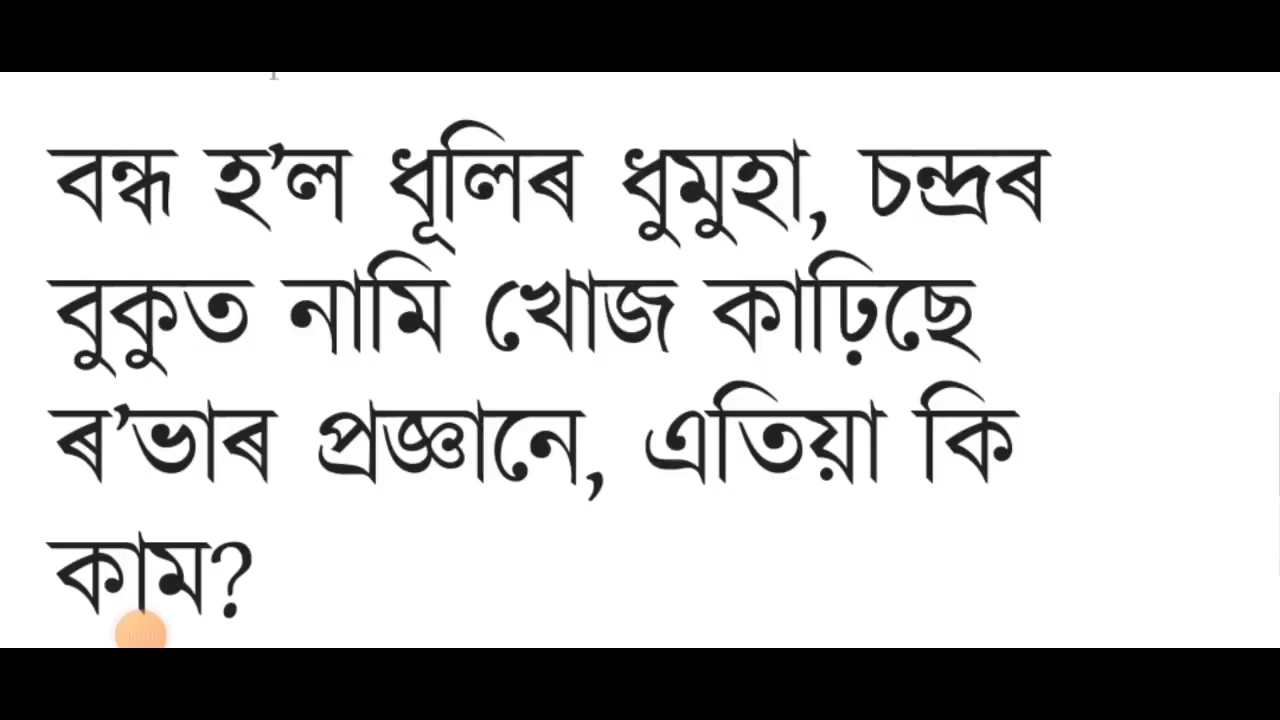 বন্ধ হ’ল ধূলিৰ ধুমুহা, চন্দ্ৰৰ
বুকুত নামি খোজ কাঢ়িছে
ৰ’ভাৰ প্ৰজ্ঞানে, এতিয়া কি
কাম?